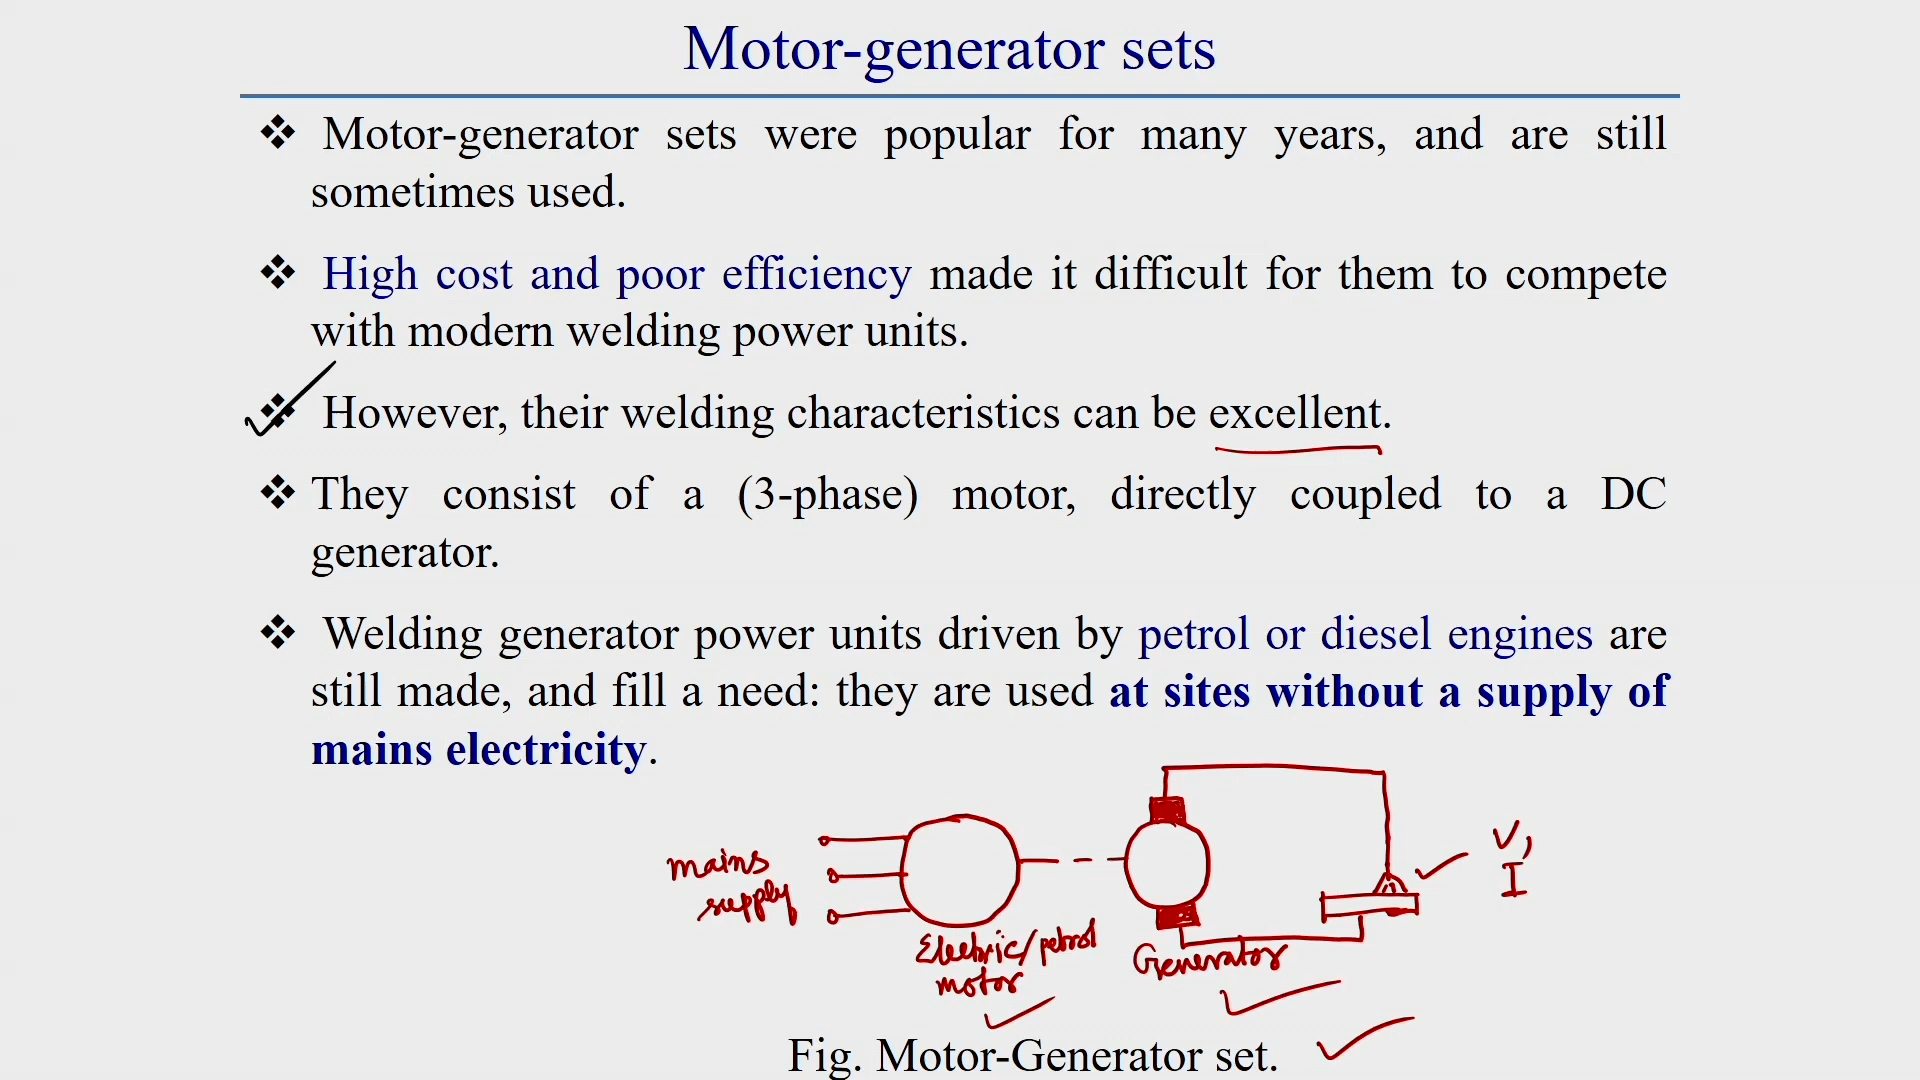 Motor-generator sets
❖ Motor-generator sets were popular for many years, and are still
sometimes used.
❖ High cost and poor efficiency made it difficult for them to compete
with modern welding power units.
❖ However, their welding characteristics can be excellent.
❖ They consist of a (3-phase) motor, directly coupled to a DC
generator.
❖ Welding generator power units driven by petrol or diesel engines are
still made, and fill a need: they are used at sites without a supply of
mains electricity.
mains
supply
Electric/petrol
motor
Generator
V,
I
Fig. Motor-Generator set.